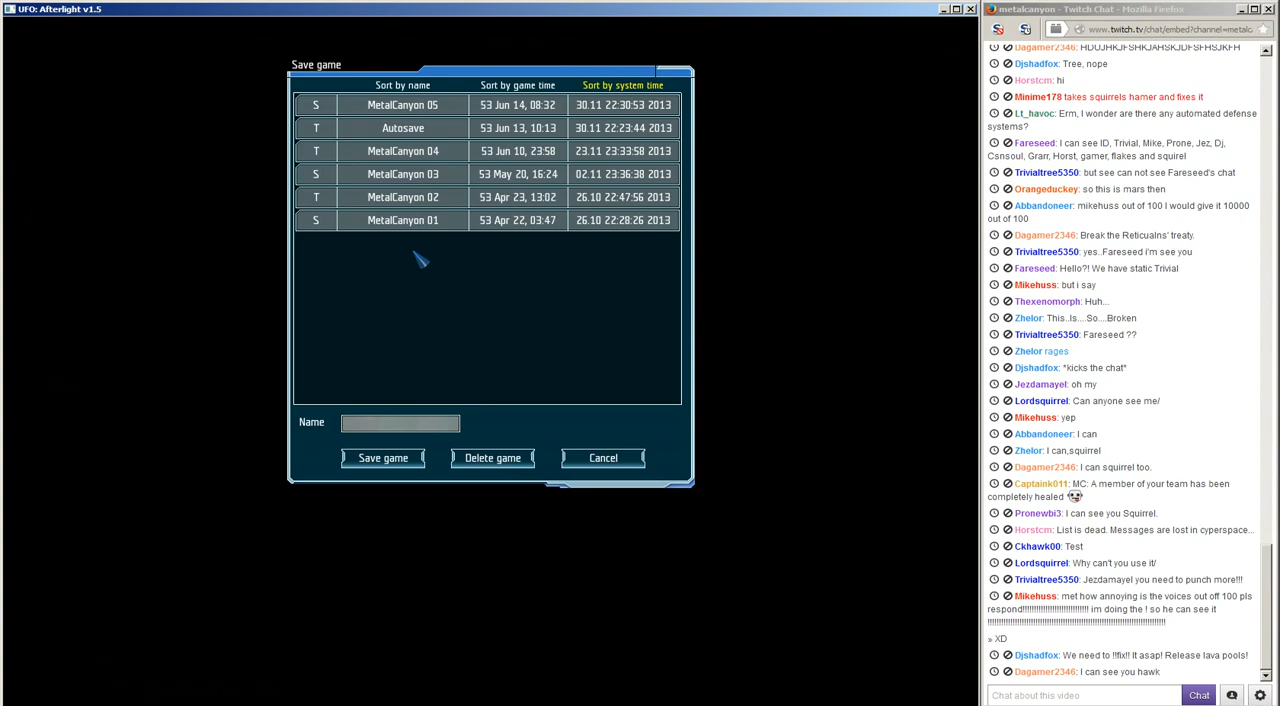 UFO: Afterlight v1.5
Save game
Sort by name Sort by game time Sort by system time
S MetalCanyon 05 53 Jun 14, 08:32 30.11 22:30:53 2013
T Autosave 53 Jun 13, 10:13 30.11 22:23:44 2013
T MetalCanyon 04 53 Jun 10, 23:58 23.11 23:33:58 2013
S MetalCanyon 03 53 May 20, 16:24 02.11 23:36:38 2013
T MetalCanyon 02 53 Apr 23, 13:02 26.10 22:47:56 2013
S MetalCanyon 01 53 Apr 22, 03:47 26.10 22:28:26 2013
Name
Save game Delete game Cancel
metalcanyon - Twitch Chat - Mozilla Firefox
www.twitch.tv/chat/embed?channel=metalc
Dagamer2346: HDUJHKJFSHKJAHSKJDFSFHSJKFH
Djshadfox: Tree, nope
Horstcm: hi
Minime178 takes squirrels hamer and fixes it
Lt_havoc: Erm, I wonder are there any automated defense
systems?
Fareseed: I can see ID, Trivial, Mike, Prone, Jez, Dj,
Csnsoul, Grarr, Horst, gamer, flakes and squirel
Trivialtree5350: but see can not see Fareseed's chat
Orangeduckey: so this is mars then
Abbandoneer: mikehuss out of 100 I would give it 10000
out of 100
Dagamer2346: Break the Reticualns' treaty.
Trivialtree5350: yes..Fareseed i'm see you
Fareseed: Hello?! We have static Trivial
Mikehuss: but i say
Thexenomorph: Huh...
Zhelor: This..Is....So....Broken
Trivialtree5350: Fareseed ??
Zhelor rages
Djshadfox: *kicks the chat*
Jezdamayel: oh my
Lordsquirrel: Can anyone see me/
Mikehuss: yep
Abbandoneer: I can
Zhelor: I can,squirrel
Dagamer2346: I can squirrel too.
Captaink011: MC: A member of your team has been
completely healed
Pronewbi3: I can see you Squirrel.
Horstcm: List is dead. Messages are lost in cyperspace...
Ckhawk00: Test
Lordsquirrel: Why can't you use it/
Trivialtree5350: Jezdamayel you need to punch more!!!
Mikehuss: met how annoying is the voices out off 100 pls
respond!!!!!!!!!!!!!!!!!!!!!!!!!!!!! im doing the ! so he can see it
!!!!!!!!!!!!!!!!!!!!!!!!!!!!!!!!!!!!!!!!!!!!!!!!!!!!!!!!!!!!!!!
» XD
Djshadfox: We need to !!fix!! It asap! Release lava pools!
Dagamer2346: I can see you hawk
Chat about this video Chat